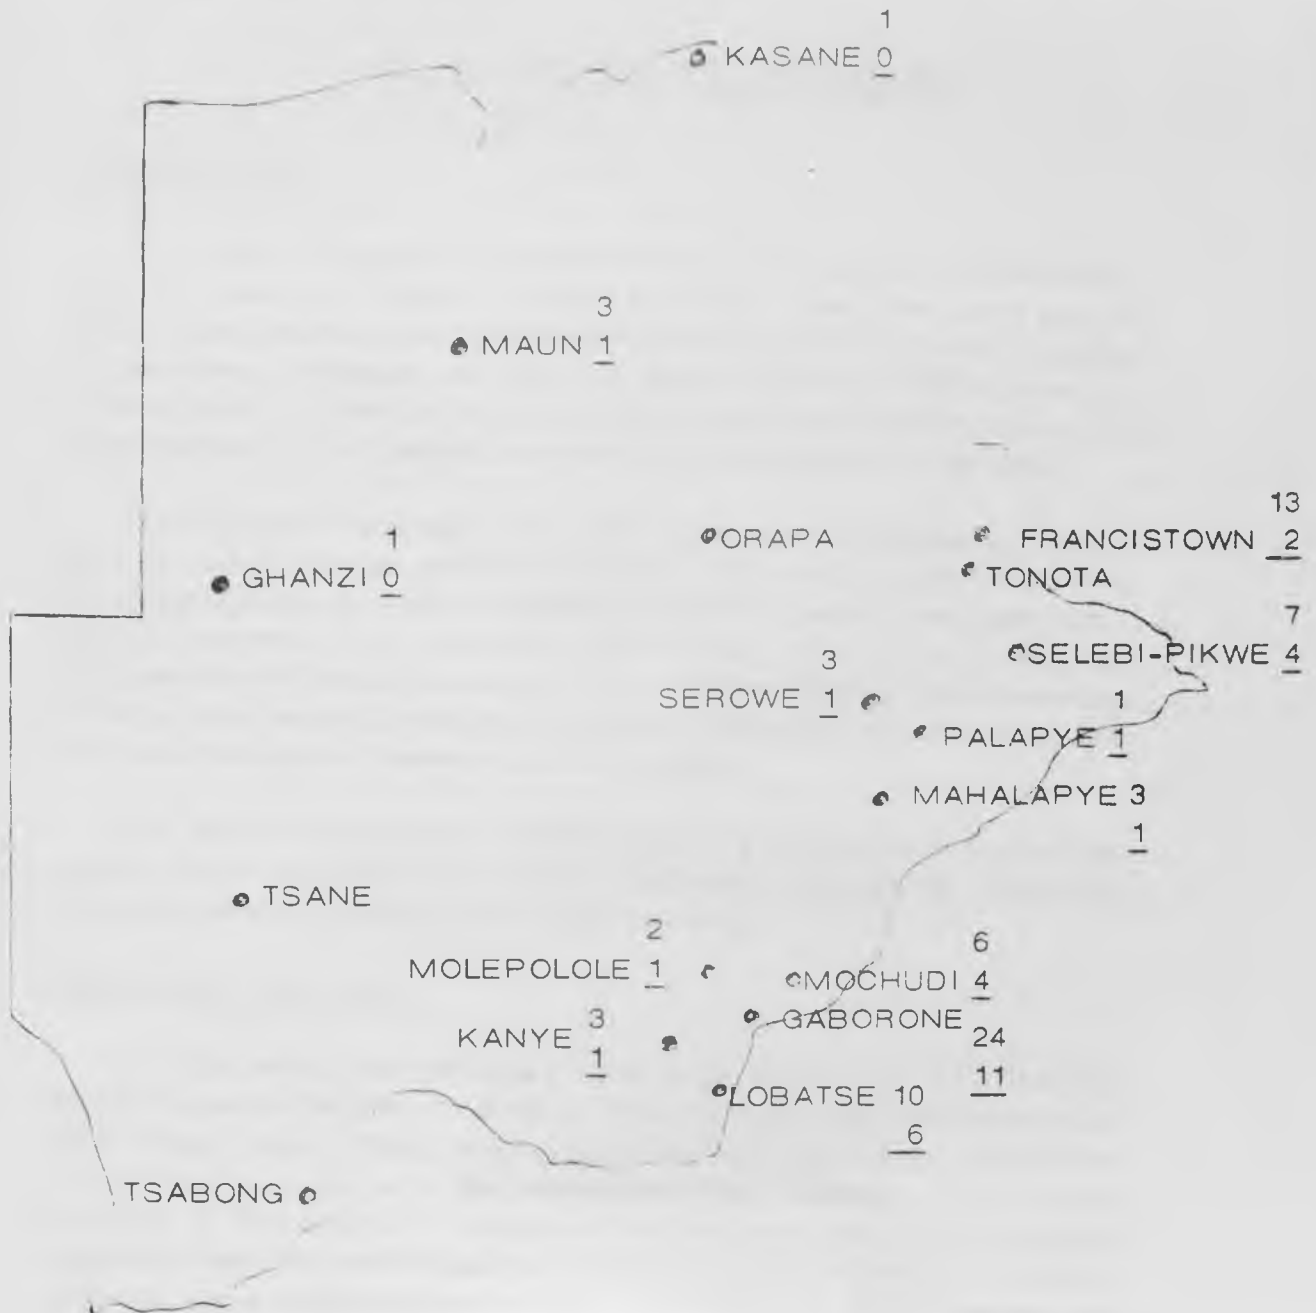 1
KASANE 0
3
MAUN 1
13
ORAPA
FRANCISTOWN 2
1
GHANZI 0
TONOTA
7
SELEBI-PIKWE 4
3
SEROWE 1
1
PALAPYE 1
MAHALAPYE 3
1
TSANE
2
MOLEPOLOLE 1
6
MOCHUDI 4
GABORONE
24
11
3
KANYE
1
LOBATSE 10
6
TSABONG